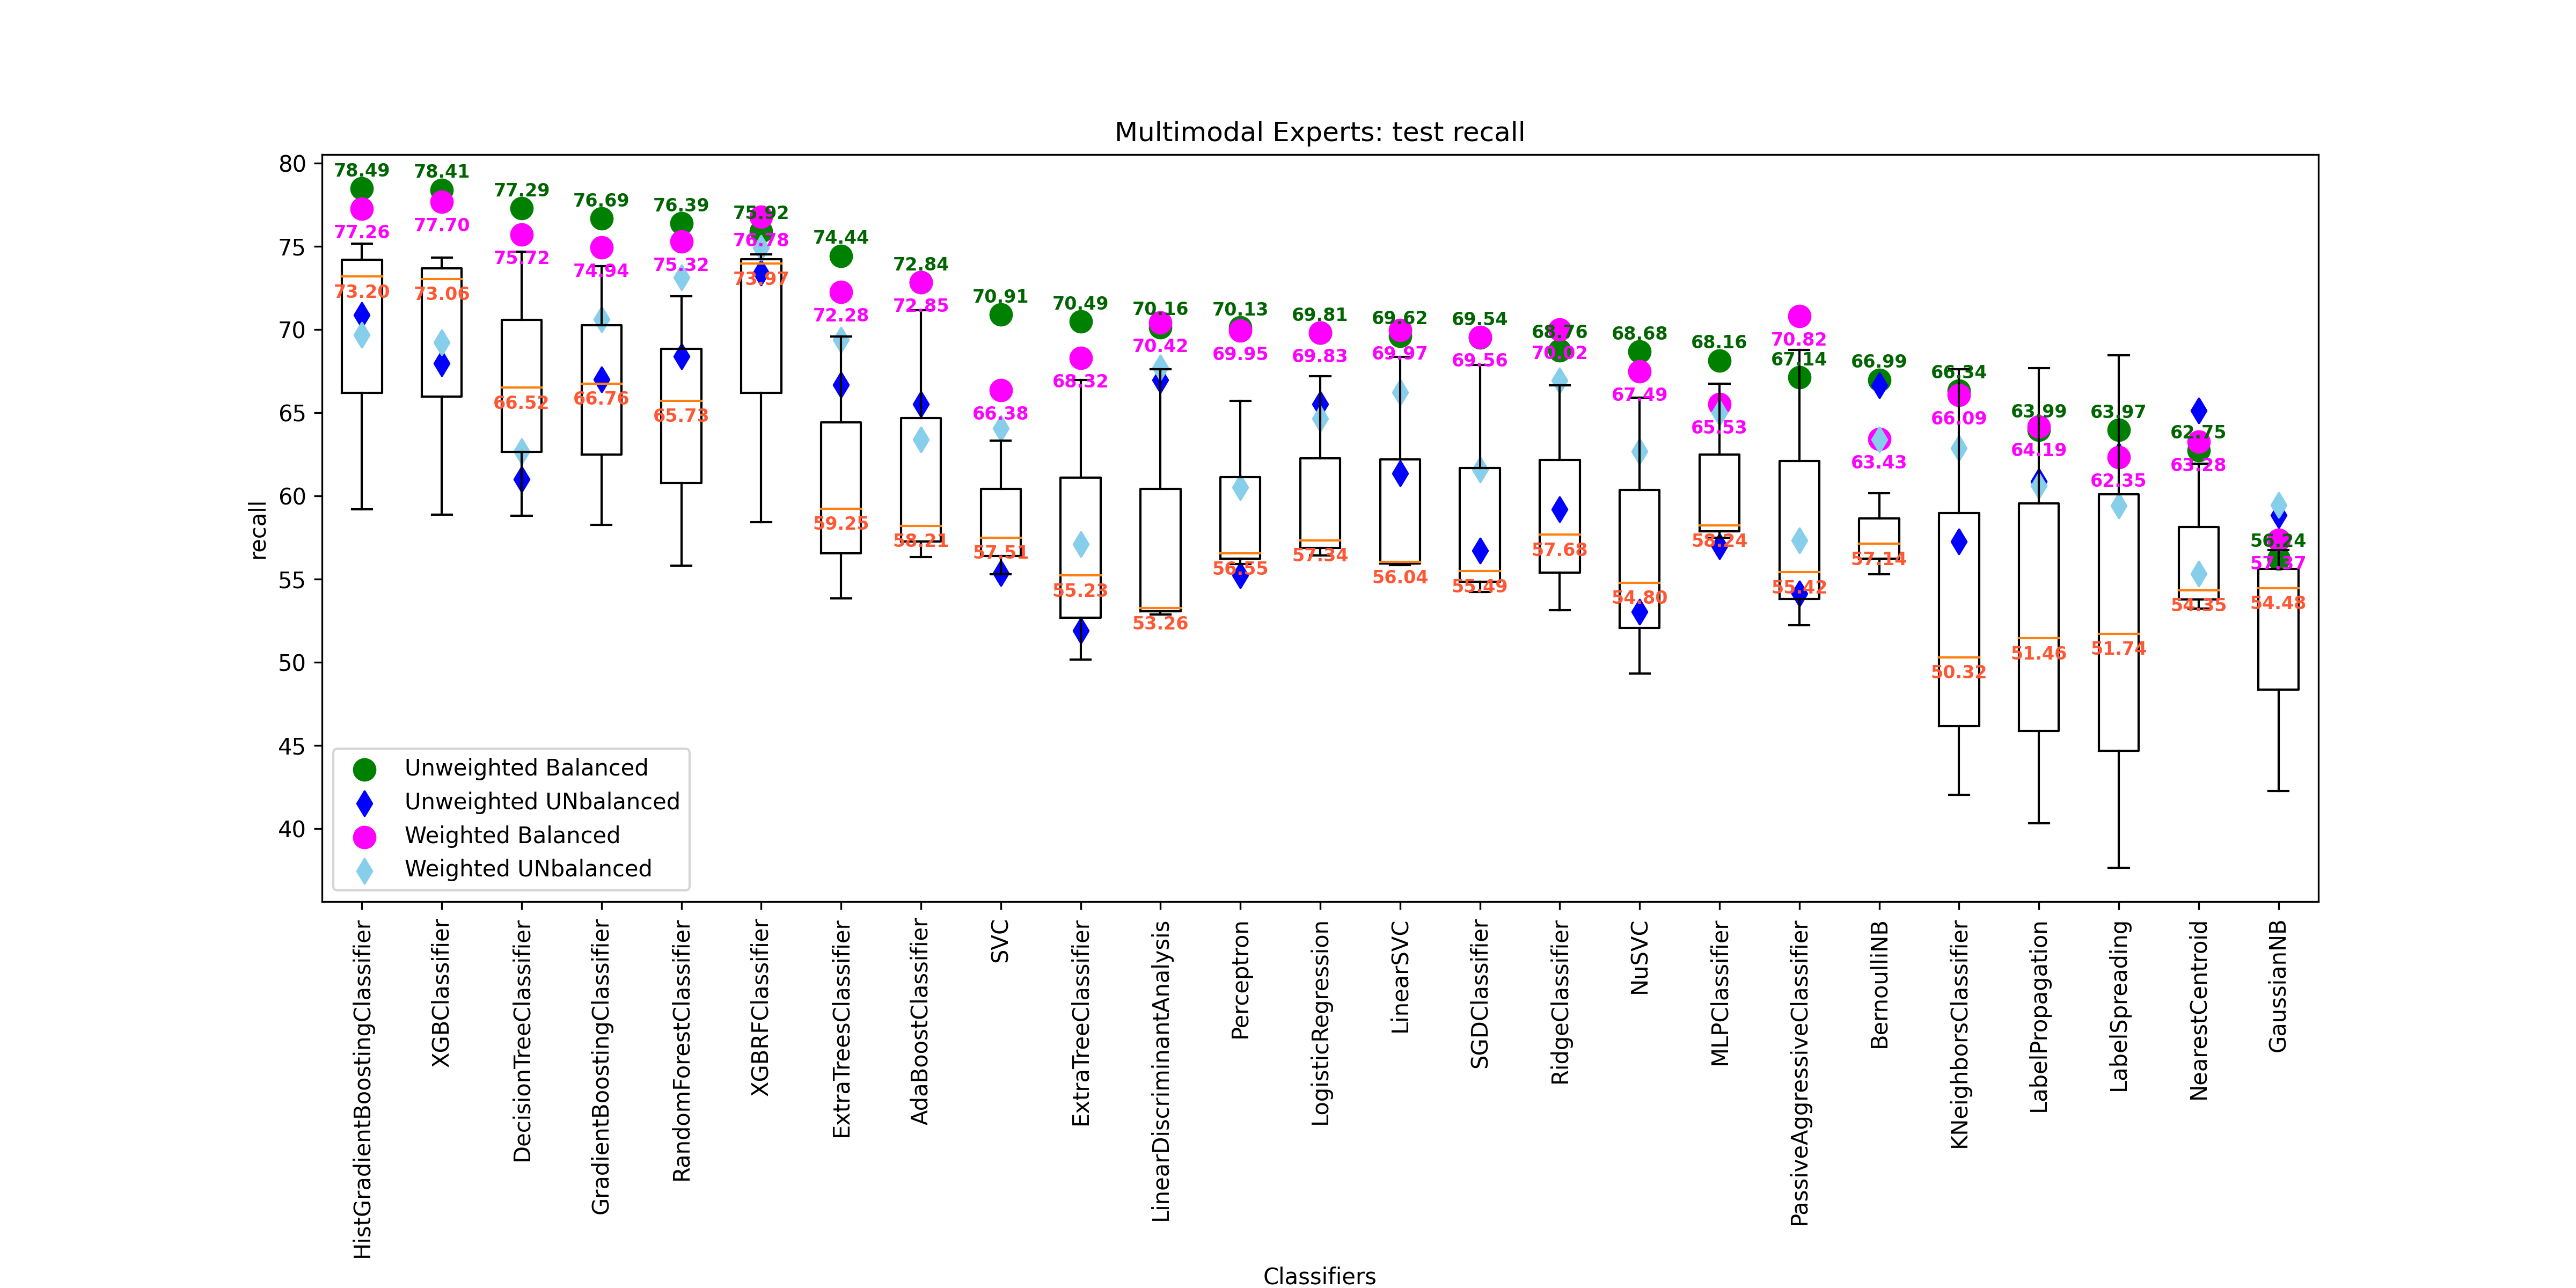 Multimodal Experts: test recall
recall
80
75
70
65
60
55
50
45
40
78.49
77.26
73.20
78.41
77.70
73.06
77.29
75.72
66.52
76.69
74.94
66.76
76.39
75.32
65.73
75.92
76.78
73.97
74.44
72.28
59.25
72.84
72.85
58.21
70.91
66.38
57.51
70.49
68.32
55.23
70.16
70.42
53.26
70.13
69.95
56.55
69.81
69.83
57.34
69.62
69.97
56.04
69.54
69.56
55.49
68.76
70.02
57.68
68.68
67.49
54.80
68.16
65.53
58.24
70.82
67.14
55.42
66.99
63.43
57.14
66.34
66.09
50.32
63.99
64.19
51.46
63.97
62.35
51.74
62.75
63.28
54.35
56.24
57.37
54.48
Unweighted Balanced
Unweighted UNbalanced
Weighted Balanced
Weighted UNbalanced
HistGradientBoostingClassifier
XGBClassifier
DecisionTreeClassifier
GradientBoostingClassifier
RandomForestClassifier
XGBRFClassifier
ExtraTreesClassifier
AdaBoostClassifier
SVC
ExtraTreeClassifier
LinearDiscriminantAnalysis
Perceptron
LogisticRegression
LinearSVC
SGDClassifier
RidgeClassifier
NuSVC
MLPClassifier
PassiveAggressiveClassifier
BernoulliNB
KNeighborsClassifier
LabelPropagation
LabelSpreading
NearestCentroid
GaussianNB
Classifiers